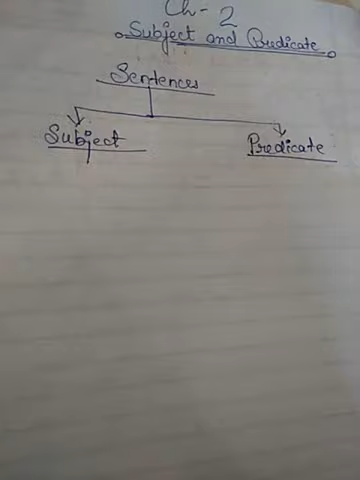 Ch-2
Subject and Predicate
Sentences
Subject Predicate